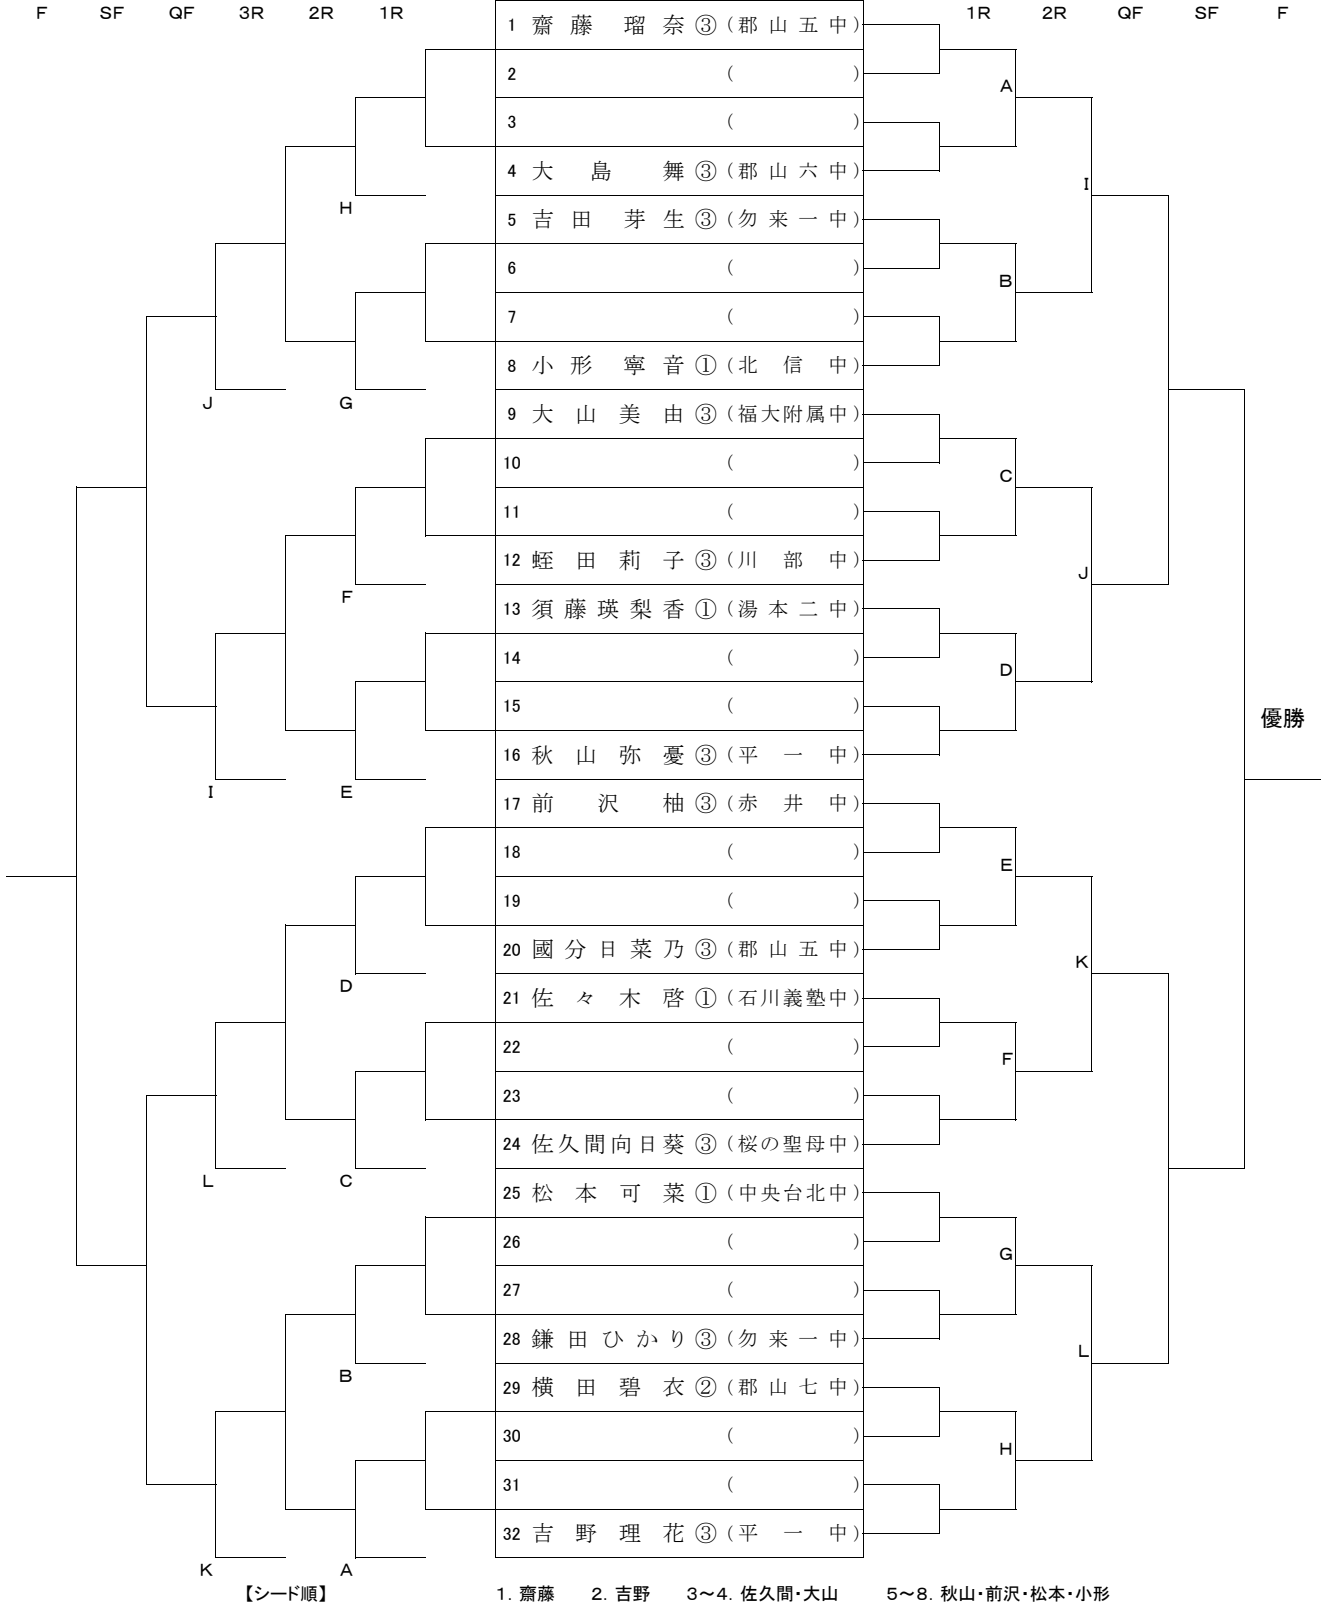 F SF QF 3R 2R 1R 1R 2R QF SF F
1 齋藤 瑠奈③(郡山五中)
2 ( )
A
3 ( )
4 大島 舞③(郡山六中)
I
H
5 吉田 芽生③(勿来一中)
6 ( )
B
7 ( )
8 小形 寧音①(北信中)
J G
9 大山美由③(福大附属中)
10 ( )
C
11 ( )
12 蛭田莉子③(川部中)
J
F
13 須藤瑛梨香①(湯本二中)
14 ( )
D
15 ( )
優勝
16 秋山弥憂③(平一中)
I E
17 前沢 柚③(赤井中)
18 ( )
E
19 ( )
20 國分日菜乃③(郡山五中)
K
D
21 佐々木啓①(石川義塾中)
22 ( )
F
23 ( )
24 佐久間向日葵③(桜の聖母中)
L C
25 松本可菜①(中央台北中)
26 ( )
G
27 ( )
28 鎌田ひかり③(勿来一中)
L
B
29 横田碧衣②(郡山七中)
30 ( )
H
31 ( )
32 吉野理花③(平一中)
K A
【シード順】 1. 齋藤 2. 吉野 3～4. 佐久間・大山 5～8. 秋山・前沢・松本・小形